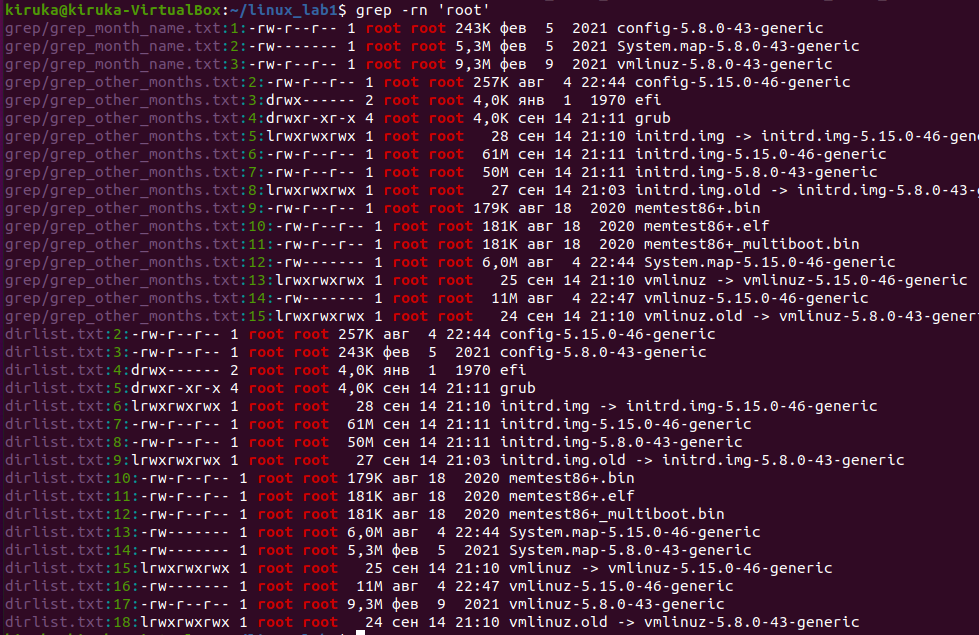 kiruka@kiruka-VirtualBox:~/linux_lab1$ grep -rn 'root'
grep/grep_month_name.txt:1:-rw-r--r-- 1 root root 243K фев  5  2021 config-5.8.0-43-generic
grep/grep_month_name.txt:2:-rw------- 1 root root 5,3M фев  5  2021 System.map-5.8.0-43-generic
grep/grep_month_name.txt:3:-rw------- 1 root root 9,3M фев  9  2021 vmlinuz-5.8.0-43-generic
grep/grep_other_months.txt:2:-rw-r--r-- 1 root root 257K авг  4 22:44 config-5.15.0-46-generic
grep/grep_other_months.txt:3:drwx------ 2 root root 4,0K янв  1  1970 efi
grep/grep_other_months.txt:4:drwxr-xr-x 4 root root 4,0K сен 14 21:11 grub
grep/grep_other_months.txt:5:lrwxrwxrwx 1 root root   28 сен 14 21:10 initrd.img -> initrd.img-5.15.0-46-gen
grep/grep_other_months.txt:6:-rw-r--r-- 1 root root  61M сен 14 21:11 initrd.img-5.15.0-46-generic
grep/grep_other_months.txt:7:-rw-r--r-- 1 root root  50M сен 14 21:11 initrd.img-5.8.0-43-generic
grep/grep_other_months.txt:8:lrwxrwxrwx 1 root root   27 сен 14 21:03 initrd.img.old -> initrd.img-5.8.0-43-
grep/grep_other_months.txt:9:-rw-r--r-- 1 root root 179K авг 18  2020 memtest86+.bin
grep/grep_other_months.txt:10:-rw-r--r-- 1 root root 181K авг 18  2020 memtest86+.elf
grep/grep_other_months.txt:11:-rw-r--r-- 1 root root 181K авг 18  2020 memtest86+_multiboot.bin
grep/grep_other_months.txt:12:-rw------- 1 root root 6,0M авг  4 22:44 System.map-5.15.0-46-generic
grep/grep_other_months.txt:13:lrwxrwxrwx 1 root root   25 сен 14 21:10 vmlinuz -> vmlinuz-5.15.0-46-generic
grep/grep_other_months.txt:14:-rw------- 1 root root  11M авг  4 22:47 vmlinuz-5.15.0-46-generic
grep/grep_other_months.txt:15:lrwxrwxrwx 1 root root   24 сен 14 21:10 vmlinuz.old -> vmlinuz-5.8.0-43-gener
dirlist.txt:2:-rw-r--r-- 1 root root 257K авг  4 22:44 config-5.15.0-46-generic
dirlist.txt:3:-rw-r--r-- 1 root root 243K фев  5  2021 config-5.8.0-43-generic
dirlist.txt:4:drwx------ 2 root root 4,0K янв  1  1970 efi
dirlist.txt:5:drwxr-xr-x 4 root root 4,0K сен 14 21:11 grub
dirlist.txt:6:lrwxrwxrwx 1 root root   28 сен 14 21:10 initrd.img -> initrd.img-5.15.0-46-generic
dirlist.txt:7:-rw-r--r-- 1 root root  61M сен 14 21:11 initrd.img-5.15.0-46-generic
dirlist.txt:8:-rw-r--r-- 1 root root  50M сен 14 21:11 initrd.img-5.8.0-43-generic
dirlist.txt:9:lrwxrwxrwx 1 root root   27 сен 14 21:03 initrd.img.old -> initrd.img-5.8.0-43-generic
dirlist.txt:10:-rw-r--r-- 1 root root 179K авг 18  2020 memtest86+.bin
dirlist.txt:11:-rw-r--r-- 1 root root 181K авг 18  2020 memtest86+.elf
dirlist.txt:12:-rw-r--r-- 1 root root 181K авг 18  2020 memtest86+_multiboot.bin
dirlist.txt:13:-rw------- 1 root root 6,0M авг  4 22:44 System.map-5.15.0-46-generic
dirlist.txt:14:-rw------- 1 root root 5,3M фев  5  2021 System.map-5.8.0-43-generic
dirlist.txt:15:lrwxrwxrwx 1 root root   25 сен 14 21:10 vmlinuz -> vmlinuz-5.15.0-46-generic
dirlist.txt:16:-rw------- 1 root root  11M авг  4 22:47 vmlinuz-5.15.0-46-generic
dirlist.txt:17:-rw-r--r-- 1 root root 9,3M фев  9  2021 vmlinuz-5.8.0-43-generic
dirlist.txt:18:lrwxrwxrwx 1 root root   24 сен 14 21:10 vmlinuz.old -> vmlinuz-5.8.0-43-generic